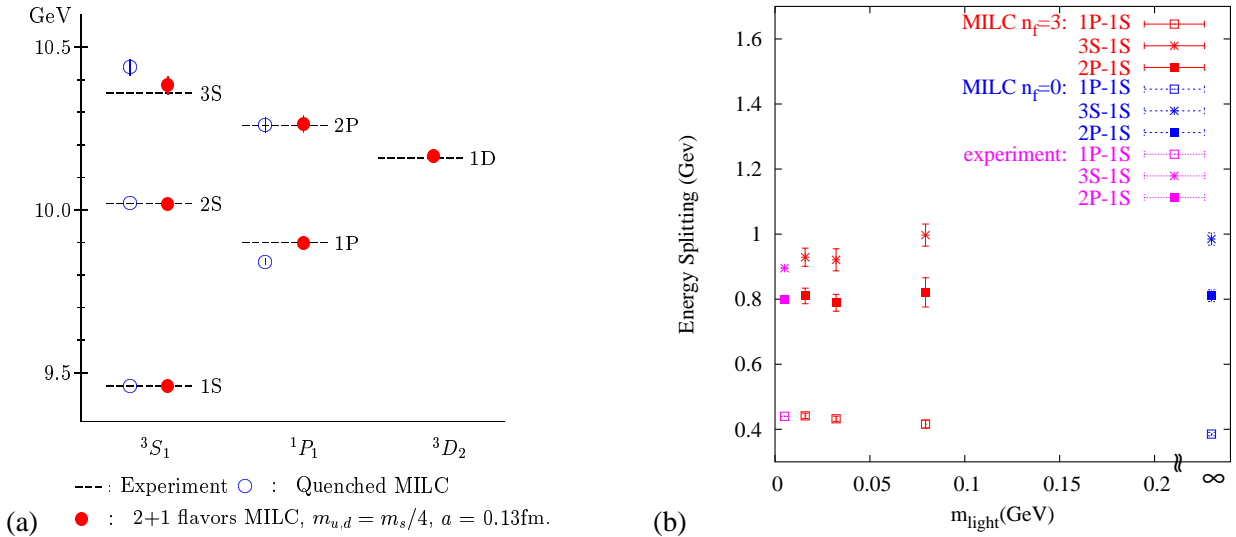 GeV
10.5
3S
2P
1D
10.0
2S
1P
9.5
1S
³S₁ ¹P₁ ³D₂
---- : Experiment ○ : Quenched MILC
(a) ● : 2+1 flavors MILC, m_{u,d} = m_s/4, a = 0.13fm.
MILC n_f=3: 1P-1S
3S-1S
2P-1S
MILC n_f=0: 1P-1S
3S-1S
2P-1S
experiment: 1P-1S
3S-1S
2P-1S
Energy Splitting (Gev)
1.6
1.4
1.2
1
0.8
0.6
0.4
0 0.05 0.1 0.15 0.2 ∞
(b) m_light(GeV)